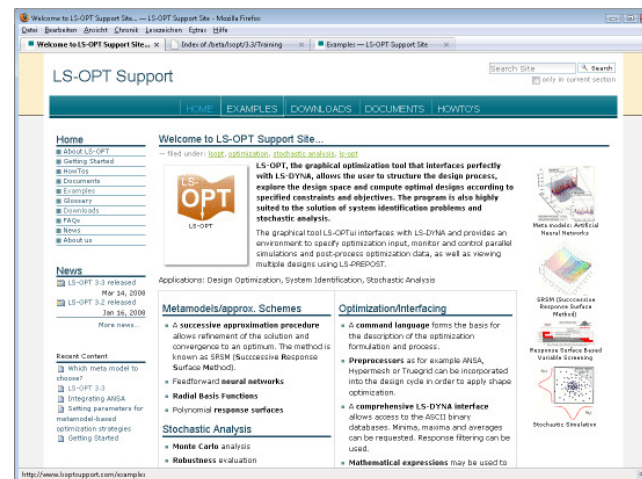 Welcome to LS-OPT Support Site... — LS-OPT Support Site - Mozilla Firefox
Datei Bearbeiten Ansicht Chronik Lesezeichen Extras Hilfe
Welcome to LS-OPT Support Site... Index of /beta/lsopt/3.3/Training Examples — LS-OPT Support Site
LS-OPT Support
Search Site Search
only in current section
HOME EXAMPLES DOWNLOADS DOCUMENTS HOWTO'S
Home
About LS-OPT
Getting Started
HowTos
Documents
Examples
Glossary
Downloads
FAQs
News
About us
News
LS-OPT 3.3 released
Mar 14, 2008
LS-OPT 3.2 released
Jan 16, 2008
More news...
Recent Content
Which meta model to
choose?
LS-OPT 3.3
Integrating ANSA
Setting parameters for
metamodel-based
optimization strategies
Getting Started
Welcome to LS-OPT Support Site...
— filed under: lsopt, optimization, stochastic analysis, ls-opt
LS-
OPT
LS-OPT
LS-OPT, the graphical optimization tool that interfaces perfectly
with LS-DYNA, allows the user to structure the design process,
explore the design space and compute optimal designs according to
specified constraints and objectives. The program is also highly
suited to the solution of system identification problems and
stochastic analysis.
The graphical tool LS-OPTui interfaces with LS-DYNA and provides an
environment to specify optimization input, monitor and control parallel
simulations and post-process optimization data, as well as viewing
multiple designs using LS-PREPOST.
Applications: Design Optimization, System Identification, Stochastic Analysis
Metamodels/approx. Schemes
A successive approximation procedure
allows refinement of the solution and
convergence to an optimum. The method is
known as SRSM (Succcessive Response
Surface Method).
Feedforward neural networks
Radial Basis Functions
Polynomial response surfaces
Stochastic Analysis
Monte Carlo analysis
Robustness evaluation
Optimization/Interfacing
A command language forms the basis for
the description of the optimization
formulation and process.
Preprocessors as for example ANSA,
Hypermesh or Truegrid can be incorporated
into the design cycle in order to apply shape
optimization.
A comprehensive LS-DYNA interface
allows access to the ASCII binary
databases. Minima, maxima and averages
can be requested. Response filtering can be
used.
Mathematical expressions may be used to
Meta models: Artificial
Neural Networks
SRSM (Succcessive
Response Surface
Method)
Response Surface Based
Variable Screening
Stochastic Simulation
http://www.lsoptsupport.com/examples